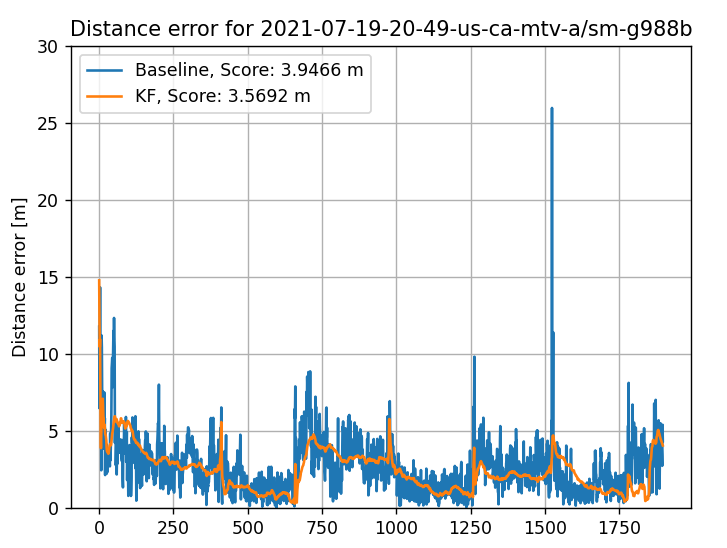 Distance error for 2021-07-19-20-49-us-ca-mtv-a/sm-g988b
Baseline, Score: 3.9466 m
KF, Score: 3.5692 m
Distance error [m]
30
25
20
15
10
5
0
0 250 500 750 1000 1250 1500 1750